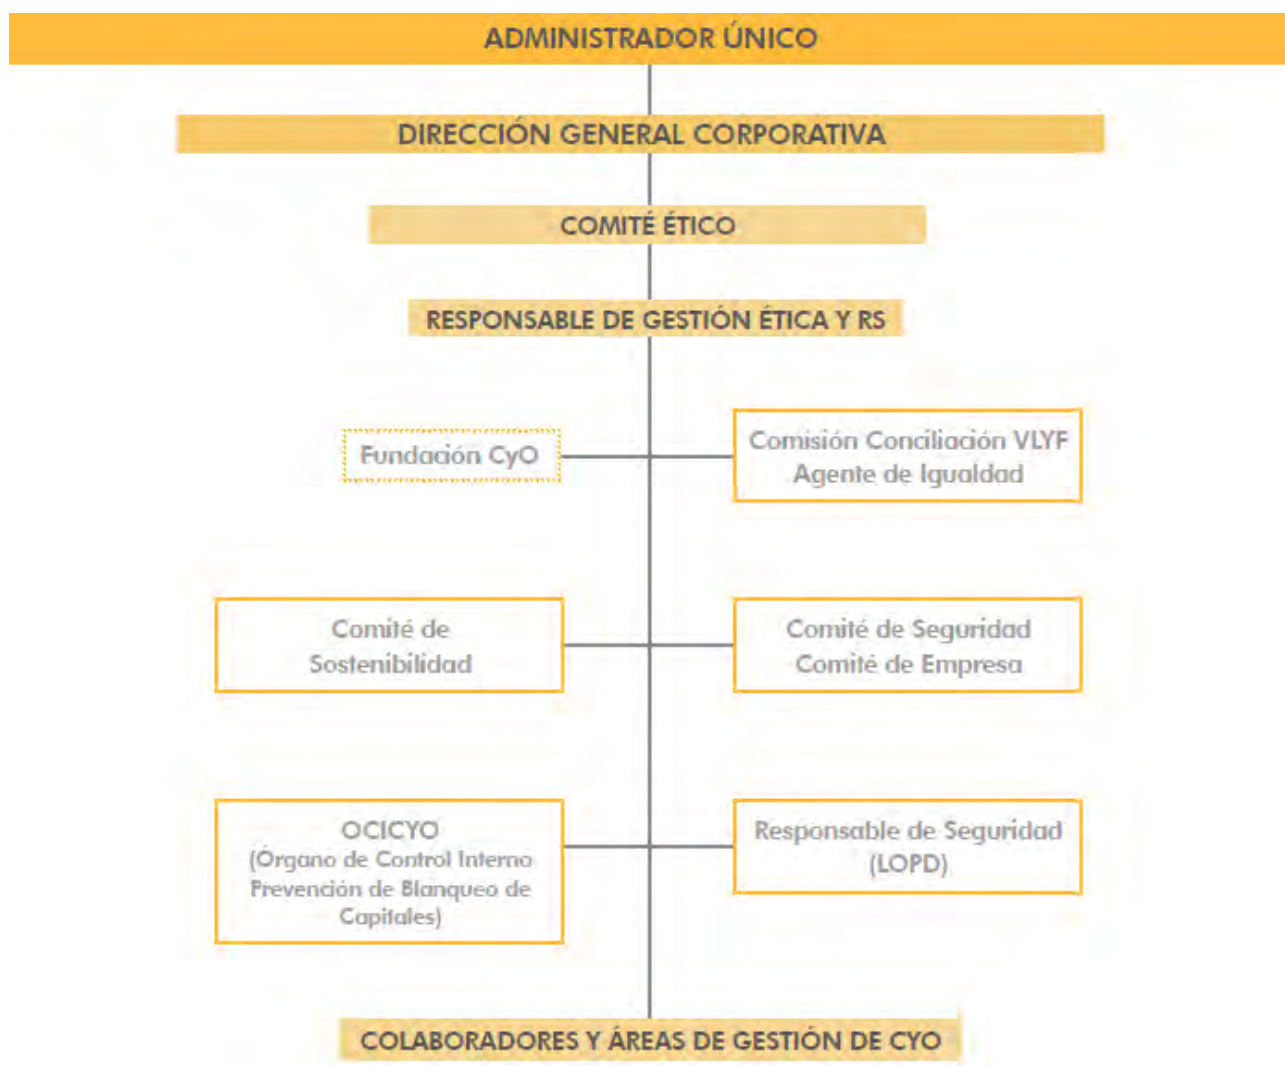 ADMINISTRADOR ÚNICO
DIRECCIÓN GENERAL CORPORATIVA
COMITÉ ÉTICO
RESPONSABLE DE GESTIÓN ÉTICA Y RS
Fundación CyO
Comisión Conciliación VLYF
Agente de Igualdad
Comité de
Sostenibilidad
Comité de Seguridad
Comité de Empresa
OCICYO
(Órgano de Control Interno
Prevención de Blanqueo de
Capitales)
Responsable de Seguridad
(LOPD)
COLABORADORES Y ÁREAS DE GESTIÓN DE CYO